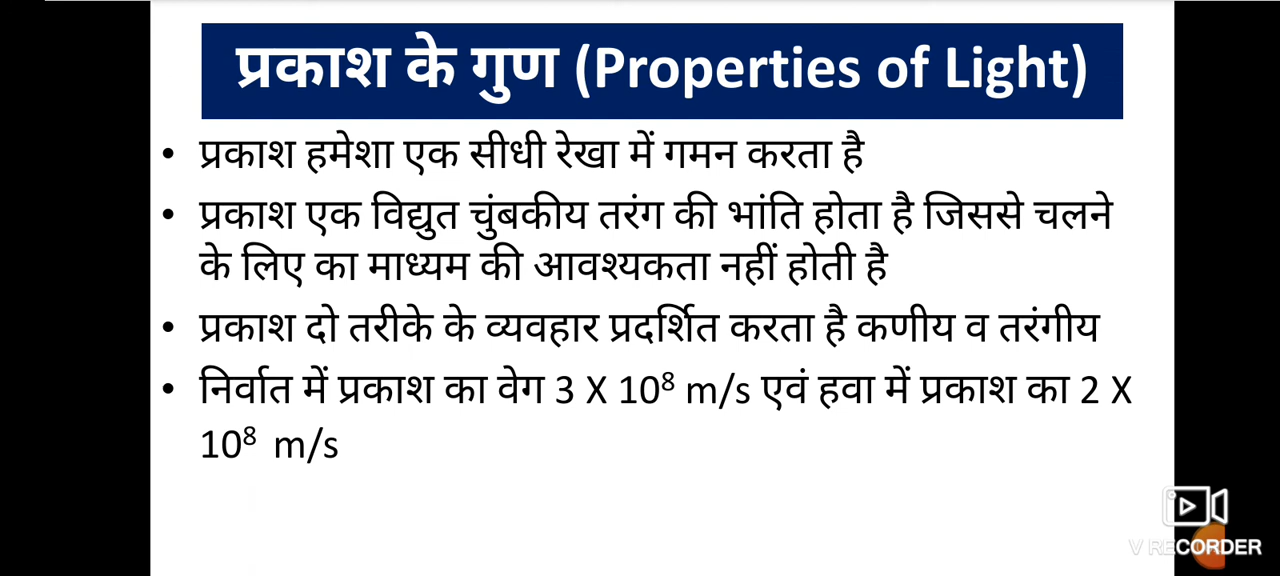 प्रकाश के गुण (Properties of Light)
• प्रकाश हमेशा एक सीधी रेखा में गमन करता है
• प्रकाश एक विद्युत चुंबकीय तरंग की भांति होता है जिससे चलने
के लिए का माध्यम की आवश्यकता नहीं होती है
• प्रकाश दो तरीके के व्यवहार प्रदर्शित करता है कणीय व तरंगीय
• निर्वात में प्रकाश का वेग 3 X 10⁸ m/s एवं हवा में प्रकाश का 2 X
10⁸ m/s
V RECORDER